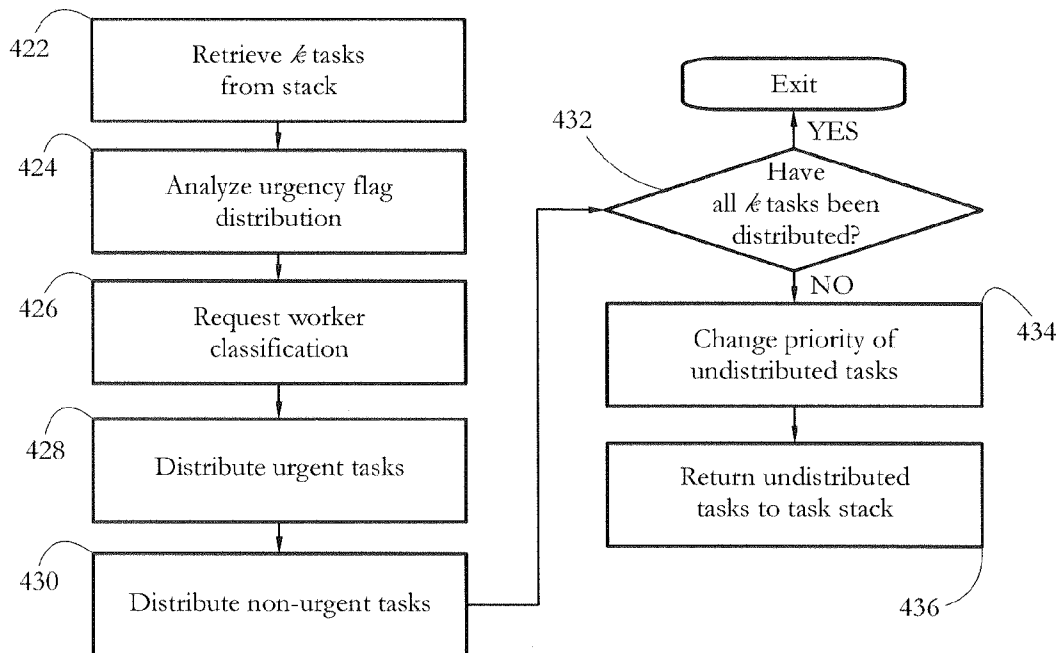 422
Retrieve k tasks
from stack
424
Analyze urgency flag
distribution
426
Request worker
classification
428
Distribute urgent tasks
430
Distribute non-urgent tasks
Exit
YES
432
Have
all k tasks been
distributed?
NO
434
Change priority of
undistributed tasks
Return undistributed
tasks to task stack
436